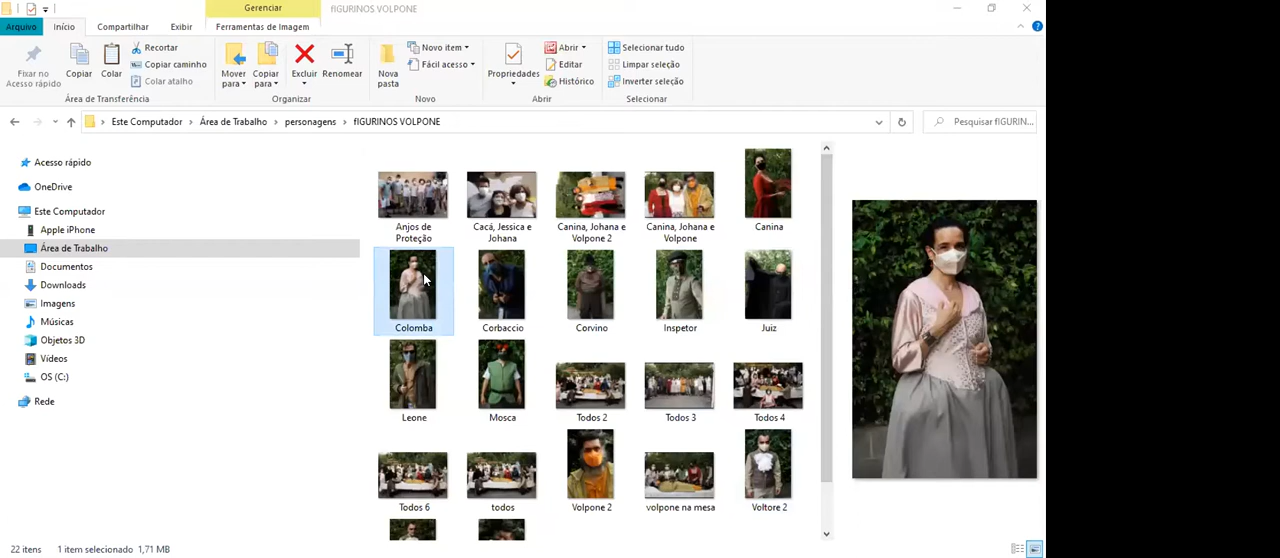 Gerenciar
fIGURINOS VOLPONE
Arquivo
Início
Compartilhar
Exibir
Ferramentas de Imagem
Fixar no
Acesso rápido
Copiar
Colar
Recortar
Copiar caminho
Colar atalho
Área de Transferência
Mover
para
Copiar
para
Excluir
Renomear
Organizar
Nova
pasta
Novo item
Fácil acesso
Novo
Propriedades
Abrir
Editar
Histórico
Abrir
Selecionar tudo
Limpar seleção
Inverter seleção
Selecionar
Este Computador > Área de Trabalho > personagens > fIGURINOS VOLPONE
Pesquisar fIGURIN...
Acesso rápido
OneDrive
Este Computador
Apple iPhone
Área de Trabalho
Documentos
Downloads
Imagens
Músicas
Objetos 3D
Vídeos
OS (C:)
Rede
Anjos de
Proteção
Cacá, Jessica e
Johana
Canina, Johana e
Volpone 2
Canina, Johana e
Volpone
Canina
Colomba
Corbaccio
Corvino
Inspetor
Juiz
Leone
Mosca
Todos 2
Todos 3
Todos 4
Todos 6
todos
Volpone 2
volpone na mesa
Voltore 2
22 itens
1 item selecionado 1,71 MB